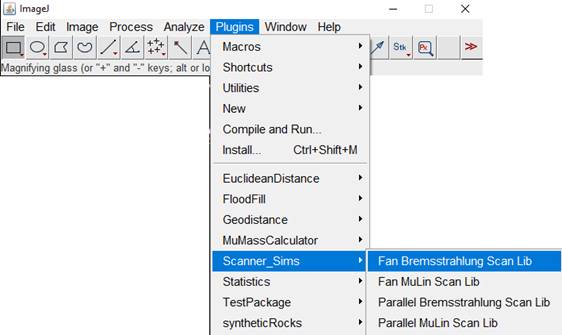 ImageJ
File Edit Image Process Analyze Plugins Window Help
A Stk Px >>
Magnifying glass (or "+" and "-" keys; alt or lo
Macros
Shortcuts
Utilities
New
Compile and Run...
Install... Ctrl+Shift+M
EuclideanDistance
FloodFill
Geodistance
MuMassCalculator
Scanner_Sims
Statistics
TestPackage
syntheticRocks
Fan Bremsstrahlung Scan Lib
Fan MuLin Scan Lib
Parallel Bremsstrahlung Scan Lib
Parallel MuLin Scan Lib